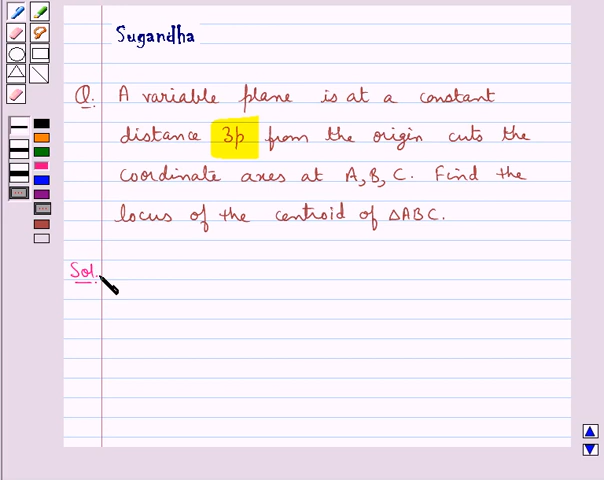 Sugandha
Q. A variable plane is at a constant
distance 3p from the origin cuts the
coordinate axes at A, B, C. Find the
locus of the centroid of ΔABC.
Sol.